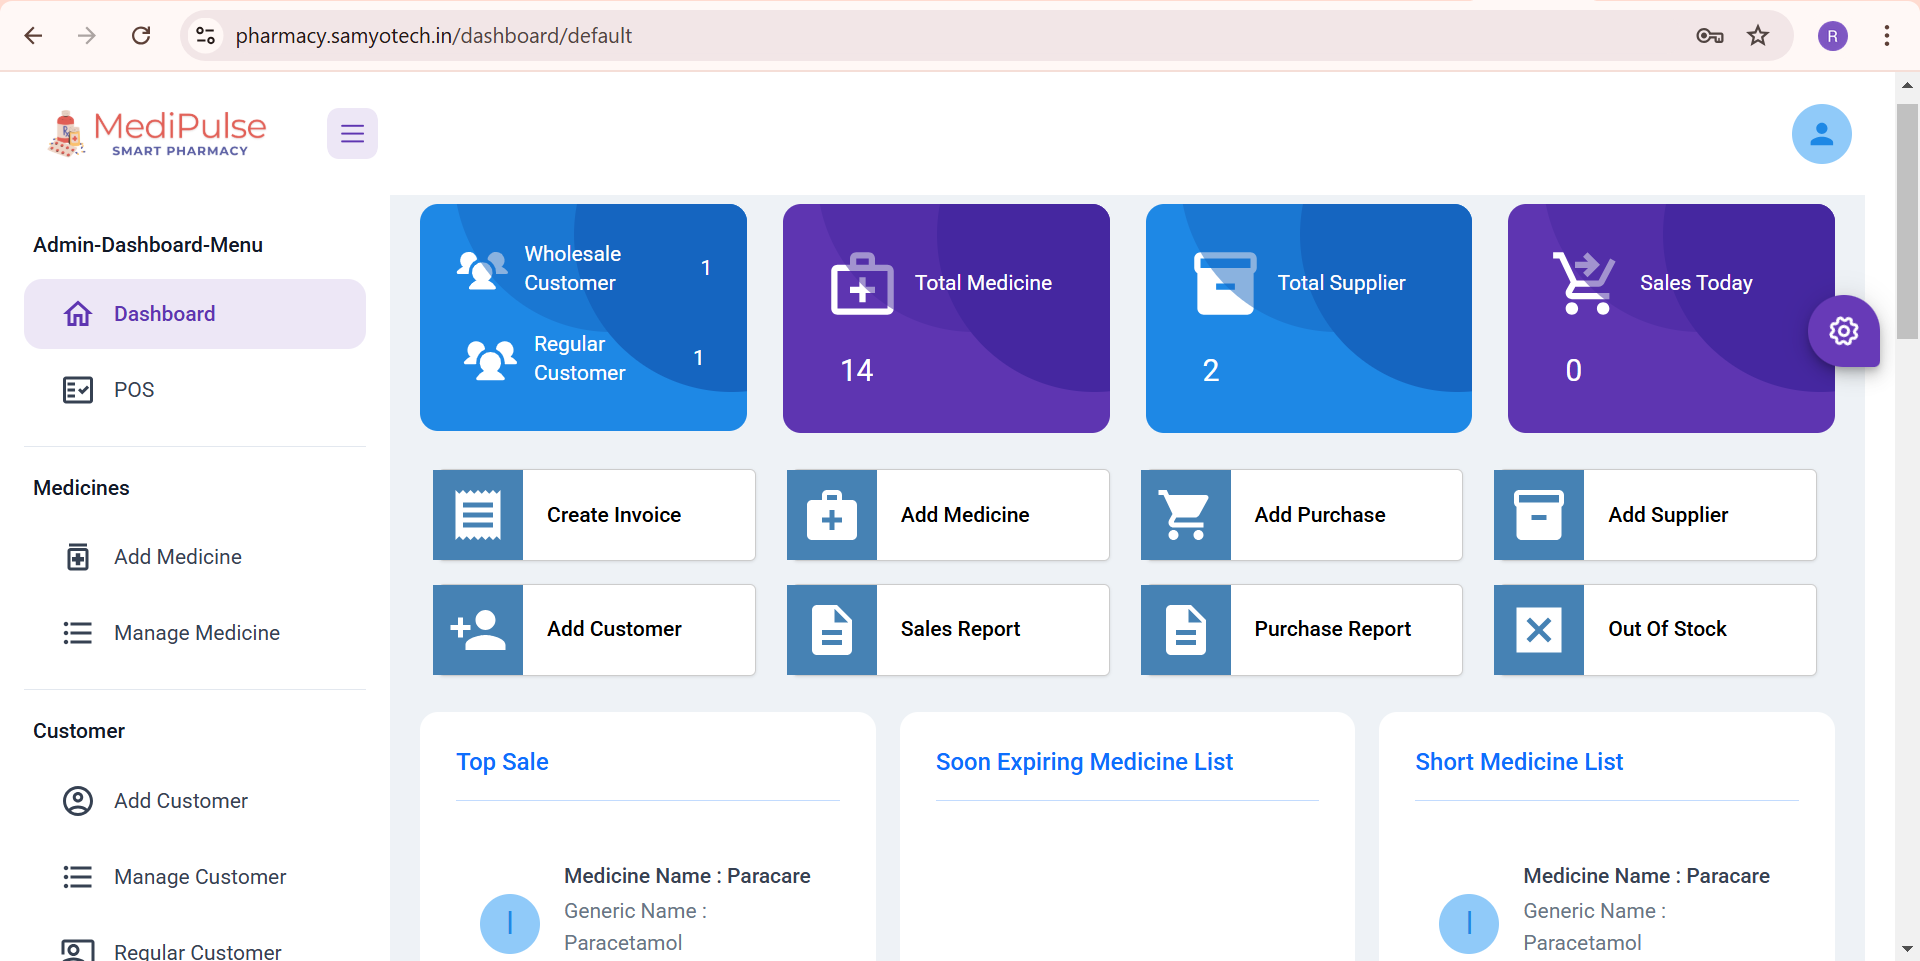 pharmacy.samyotech.in/dashboard/default
R
MediPulse
SMART PHARMACY
Admin-Dashboard-Menu
Dashboard
POS
Medicines
Add Medicine
Manage Medicine
Customer
Add Customer
Manage Customer
Regular Customer
Wholesale
Customer
1
Regular
Customer
1
Total Medicine
14
Total Supplier
2
Sales Today
0
Create Invoice
Add Medicine
Add Purchase
Add Supplier
Add Customer
Sales Report
Purchase Report
Out Of Stock
Top Sale
I
Medicine Name : Paracare
Generic Name :
Paracetamol
Soon Expiring Medicine List
Short Medicine List
I
Medicine Name : Paracare
Generic Name :
Paracetamol